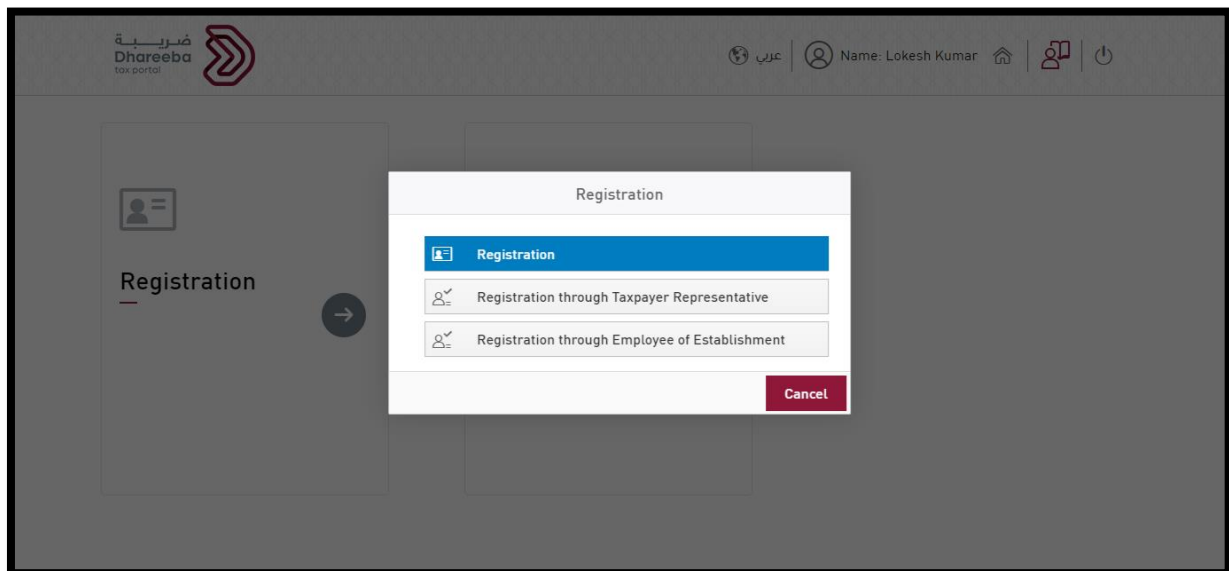 ضريبة
Dhareeba
tax portal
عربي
Name: Lokesh Kumar
Registration
Registration
Registration
Registration through Taxpayer Representative
Registration through Employee of Establishment
Cancel